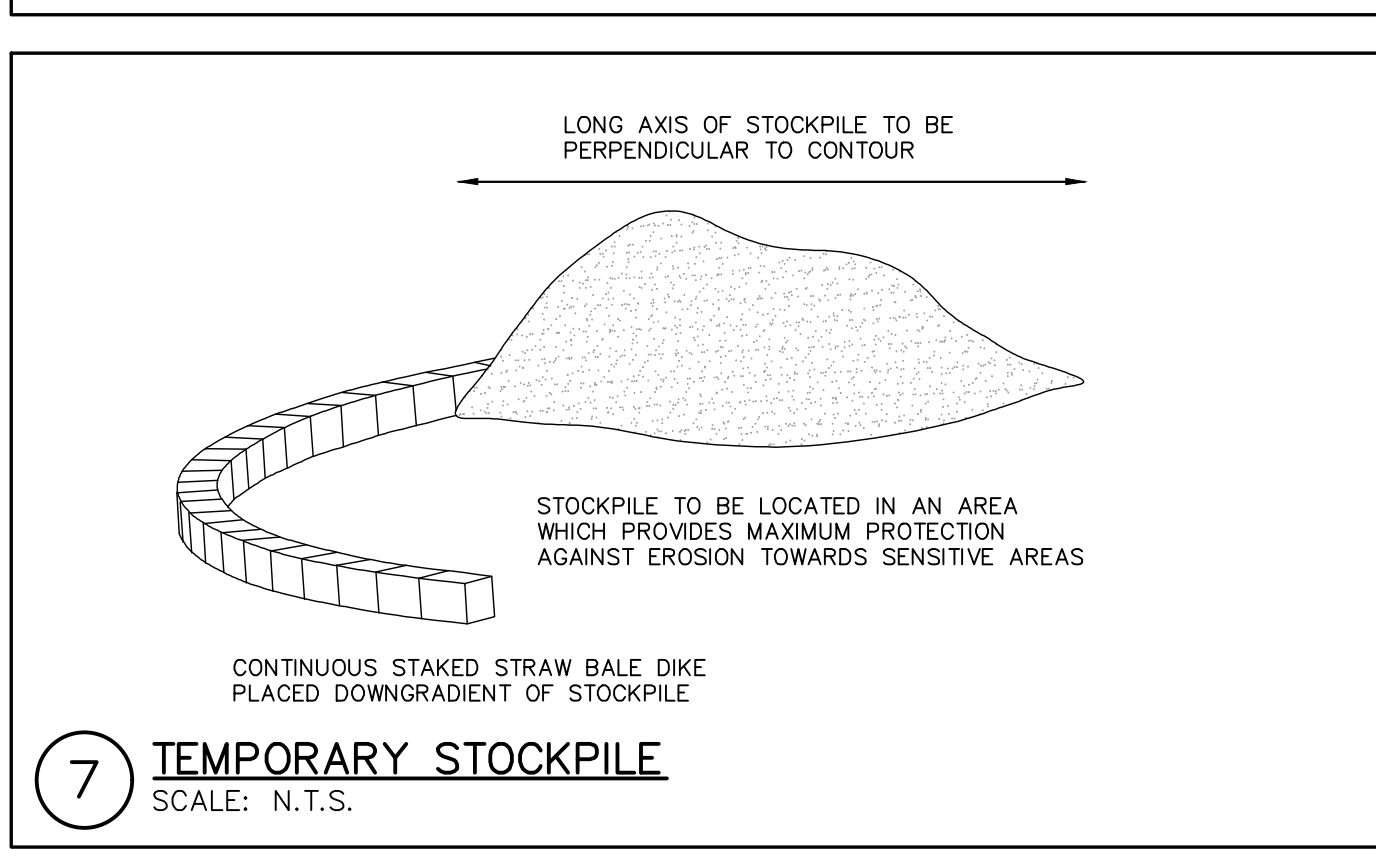 LONG AXIS OF STOCKPILE TO BE
PERPENDICULAR TO CONTOUR
STOCKPILE TO BE LOCATED IN AN AREA
WHICH PROVIDES MAXIMUM PROTECTION
AGAINST EROSION TOWARDS SENSITIVE AREAS
CONTINUOUS STAKED STRAW BALE DIKE
PLACED DOWNGRADIENT OF STOCKPILE
7
TEMPORARY STOCKPILE
SCALE: N.T.S.